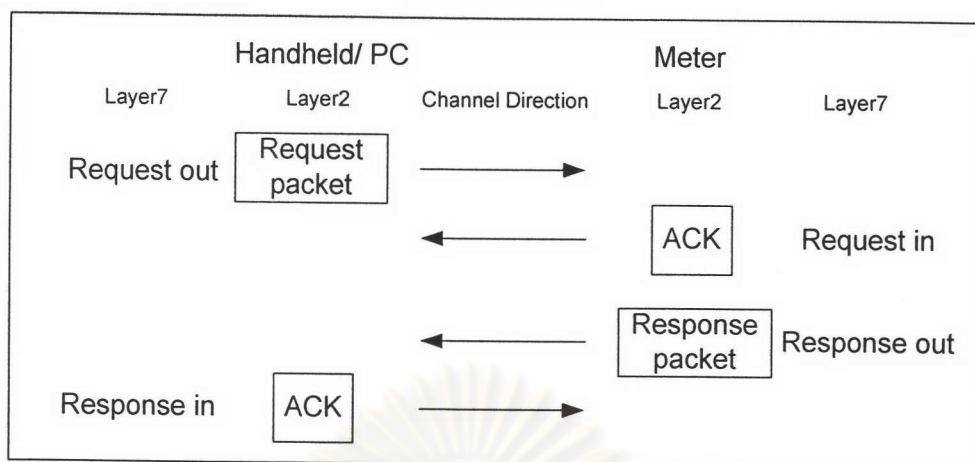 Handheld/ PC Meter
Layer7 Layer2 Channel Direction Layer2 Layer7
Request out Request packet
ACK Request in
Response packet Response out
Response in ACK